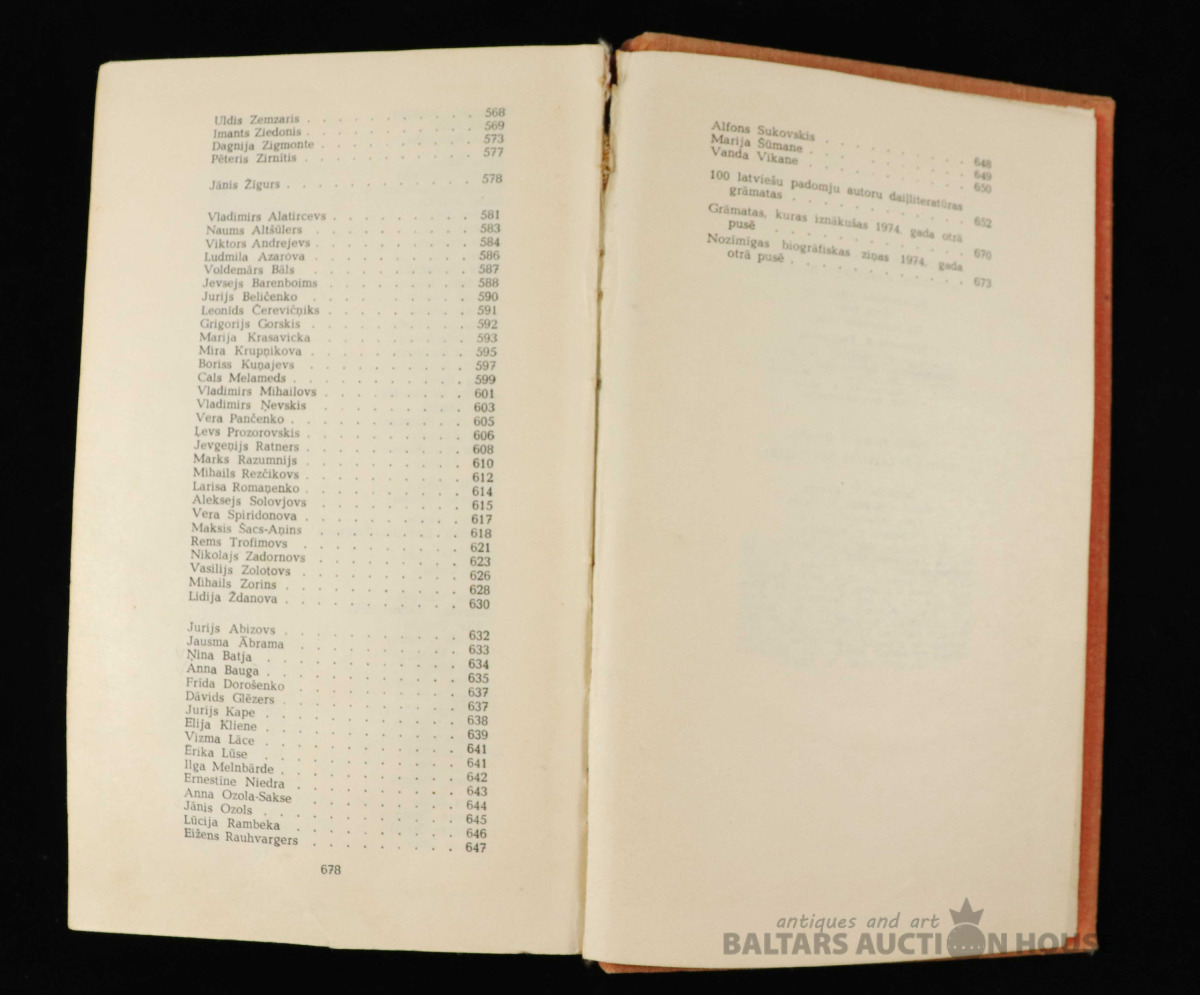 Uldis Zemzaris . . . . . . . . . . . 568
Imants Ziedonis . . . . . . . . . . . 569
Dagnija Zigmonte . . . . . . . . . . 573
Pēteris Zirnītis . . . . . . . . . . . 577
Jānis Žīgurs . . . . . . . . . . . . 578
Vladimirs Alatircevs . . . . . . . . . 581
Naums Altšūlers . . . . . . . . . . 583
Viktors Andrejevs . . . . . . . . . . 584
Ludmila Azarova . . . . . . . . . . 586
Voldemārs Bāls . . . . . . . . . . 587
Jevsejs Barenboims . . . . . . . . . 588
Jurijs Beličenko . . . . . . . . . . 590
Leonīds Čerevičņiks . . . . . . . . . 591
Grigorijs Gorskis . . . . . . . . . . 592
Marija Krasavicka . . . . . . . . . 593
Mira Krupņikova . . . . . . . . . . 595
Boriss Kuņajevs . . . . . . . . . . 597
Cals Melameds . . . . . . . . . . . 599
Vladimirs Mihailovs . . . . . . . . . 601
Vladimirs Ņevskis . . . . . . . . . 603
Vera Pančenko . . . . . . . . . . . 605
Ļevs Prozorovskis . . . . . . . . . . 606
Jevgeņijs Ratners . . . . . . . . . . 608
Marks Razumnijs . . . . . . . . . . 610
Mihails Rezčikovs . . . . . . . . . . 612
Larisa Romaņenko . . . . . . . . . . 614
Aleksejs Solovjovs . . . . . . . . . 615
Vera Spiridonova . . . . . . . . . . 617
Maksis Šacs-Aņins . . . . . . . . . 618
Rems Trofimovs . . . . . . . . . . 621
Nikolajs Zadornovs . . . . . . . . . 623
Vasilijs Zolotovs . . . . . . . . . . 626
Mihails Zorins . . . . . . . . . . . 628
Lidija Ždanova . . . . . . . . . . . 630
Jurijs Abizovs . . . . . . . . . . . 632
Jausma Ābrama . . . . . . . . . . 633
Ņina Batja . . . . . . . . . . . . 634
Anna Bauga . . . . . . . . . . . . 635
Frīda Dorošenko . . . . . . . . . . 637
Dāvids Glēzers . . . . . . . . . . . 637
Jurijs Kape . . . . . . . . . . . . 638
Elija Kliene . . . . . . . . . . . . 639
Vizma Lāce . . . . . . . . . . . . 641
Ērika Lūse . . . . . . . . . . . . 641
Ilga Melnbārde . . . . . . . . . . . 642
Ernestīne Niedra . . . . . . . . . . 643
Anna Ozola-Sakse . . . . . . . . . 644
Jānis Ozols . . . . . . . . . . . . 645
Lūcija Rambeka . . . . . . . . . . 646
Eižens Rauhvargers . . . . . . . . . 647
678
Alfons Sukovskis . . . . . . . . . . 648
Marija Šūmane . . . . . . . . . . . 649
Vanda Vikane . . . . . . . . . . . 650
100 latviešu padomju autoru daiļliteratūras
grāmatas . . . . . . . . . . . . 652
Grāmatas, kuras iznākušas 1974. gada otrā
pusē . . . . . . . . . . . . . 670
Nozīmīgas biogrāfiskas ziņas 1974. gada
otrā pusē . . . . . . . . . . . . 673
antiques and art
BALTARS AUCTION HOUSE